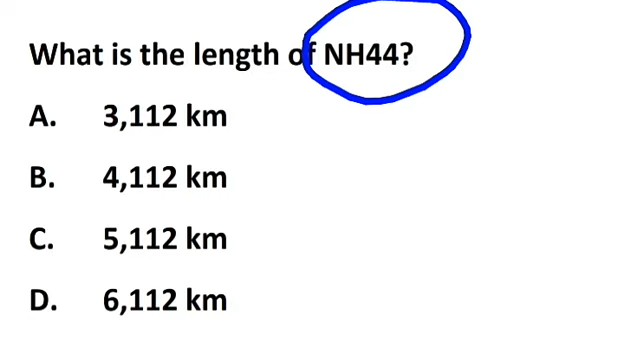 What is the length of NH44?
A. 3,112 km
B. 4,112 km
C. 5,112 km
D. 6,112 km